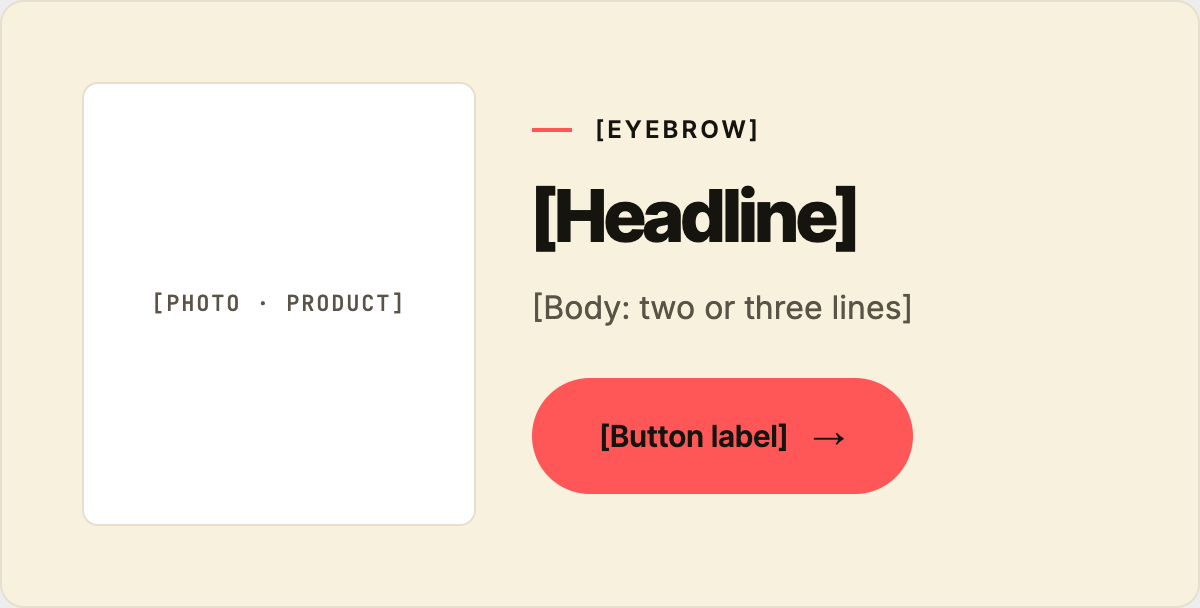 [PHOTO · PRODUCT]
[EYEBROW]
[Headline]
[Body: two or three lines]
[Button label] →